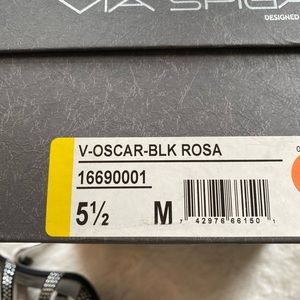 VIA SPIGA
DESIGNED
V-OSCAR-BLK ROSA
16690001
5½ M
7 42976 66150 1